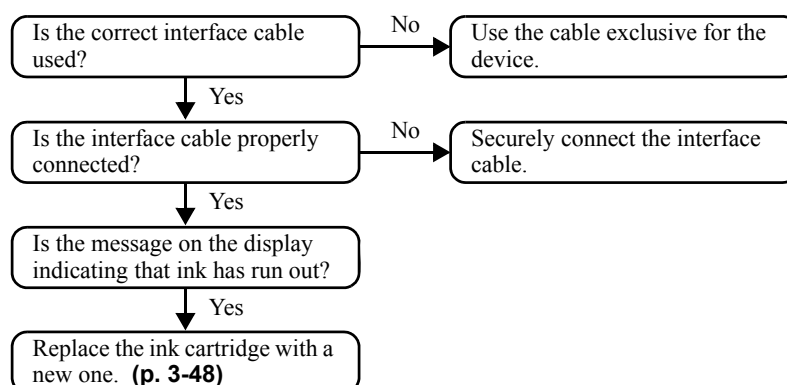 Is the correct interface cable
used?
No
Use the cable exclusive for the
device.
Yes
Is the interface cable properly
connected?
No
Securely connect the interface
cable.
Yes
Is the message on the display
indicating that ink has run out?
Yes
Replace the ink cartridge with a
new one. (p. 3-48)